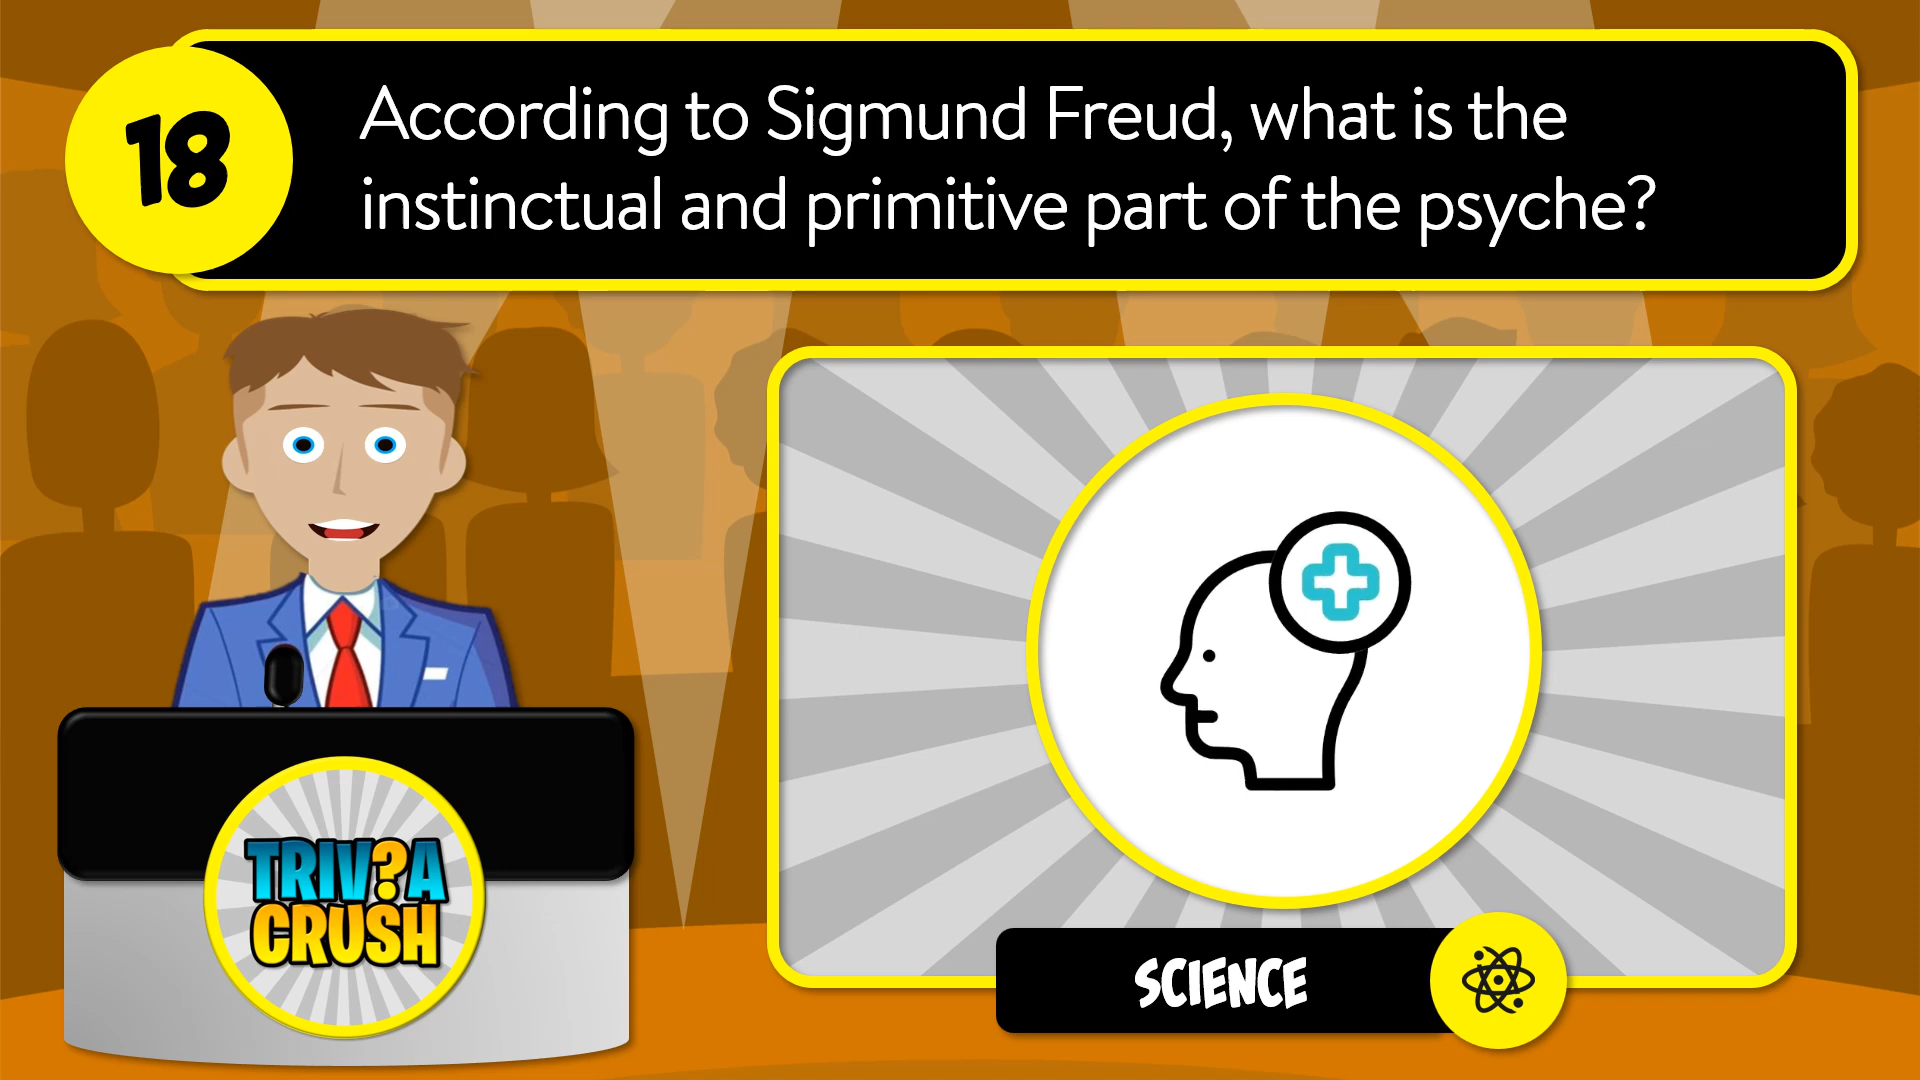 18
According to Sigmund Freud, what is the
instinctual and primitive part of the psyche?
TRIV?A
CRUSH
SCIENCE